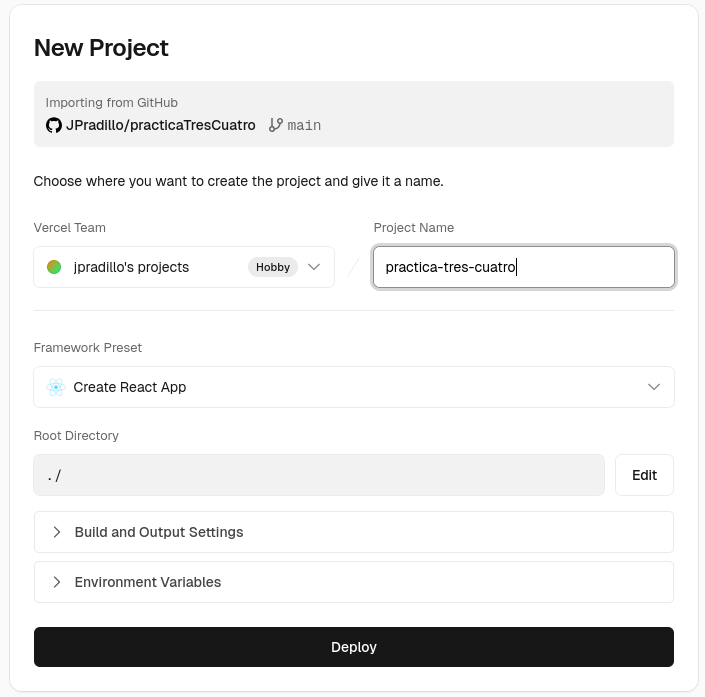 New Project
Importing from GitHub
JPradillo/practicaTresCuatro main
Choose where you want to create the project and give it a name.
Vercel Team
jpradillo's projects Hobby
Project Name
practica-tres-cuatro
Framework Preset
Create React App
Root Directory
./
Edit
Build and Output Settings
Environment Variables
Deploy